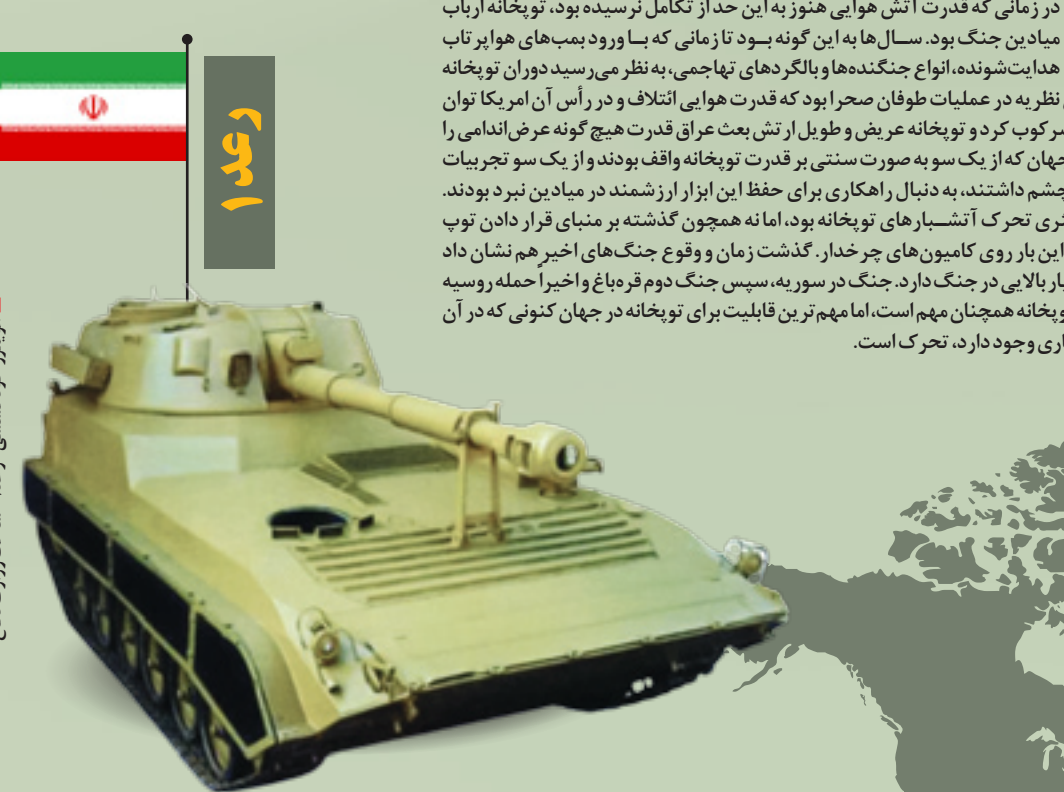 در زمانی که قدرت آتش هوایی هنوز به این حد از تکامل نرسیده بود، توپخانه ارباب
میادین جنگ بود. سال‌ها به این گونه بود تا زمانی که با ورود بمب‌های هواپرتاب
هدایت‌شونده، انواع جنگنده‌ها و بالگردهای تهاجمی، به نظر می‌رسید دوران توپخانه
نظریه در عملیات طوفان صحرا بود که قدرت هوایی ائتلاف و در رأس آن امریکا توان
سرکوب کرد و توپخانه عریض و طویل ارتش بعث عراق قدرت هیچ گونه عرض‌اندامی را
جهان که از یک سو به صورت سنتی بر قدرت توپخانه واقف بودند و از یک سو تجربیات
چشم داشتند، به دنبال راهکاری برای حفظ این ابزار ارزشمند در میادین نبرد بودند.
تحرک آتشبارهای توپخانه بود، اما نه همچون گذشته بر منبای قرار دادن توپ
این بار روی کامیون‌های چرخدار. گذشت زمان و وقوع جنگ‌های اخیر هم نشان داد
بالایی در جنگ دارد. جنگ در سوریه، سپس جنگ دوم قره‌باغ و اخیراً حمله روسیه
توپخانه همچنان مهم است، اما مهم ترین قابلیت برای توپخانه در جهان کنونی که در آن
وجود دارد، تحرک است.
رعد ۱